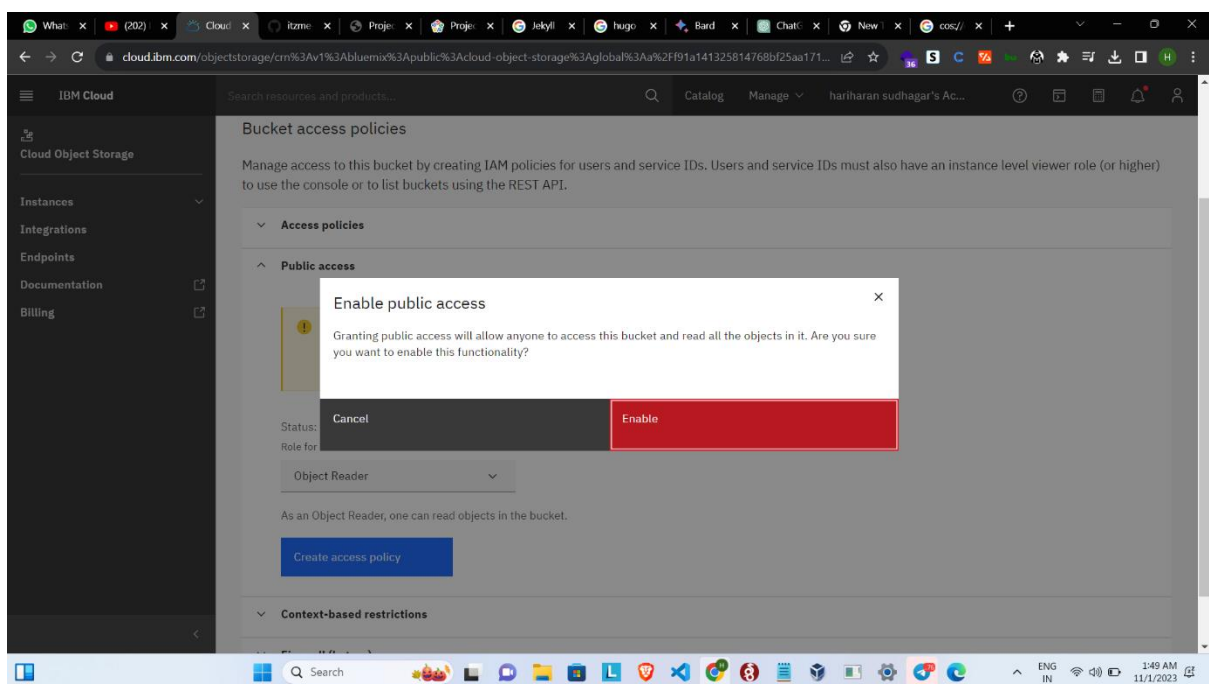 Whats
(202)
Cloud
itzme
Projec
Projec
Jekyll
hugo
Bard
ChatG
New T
cos://
cloud.ibm.com/objectstorage/crn%3Av1%3Abluemix%3Apublic%3Acloud-object-storage%3Aglobal%3Aa%2Ff91a141325814768bf25aa171...
36
S
C
H
IBM Cloud
Search resources and products...
Catalog
Manage
hariharan sudhagar's Ac...
Cloud Object Storage
Instances
Integrations
Endpoints
Documentation
Billing
Bucket access policies
Manage access to this bucket by creating IAM policies for users and service IDs. Users and service IDs must also have an instance level viewer role (or higher)
to use the console or to list buckets using the REST API.
Access policies
Public access
Enable public access
Granting public access will allow anyone to access this bucket and read all the objects in it. Are you sure
you want to enable this functionality?
Cancel
Enable
Status:
Role for
Object Reader
As an Object Reader, one can read objects in the bucket.
Create access policy
Context-based restrictions
Search
L
ENG
IN
1:49 AM
11/1/2023